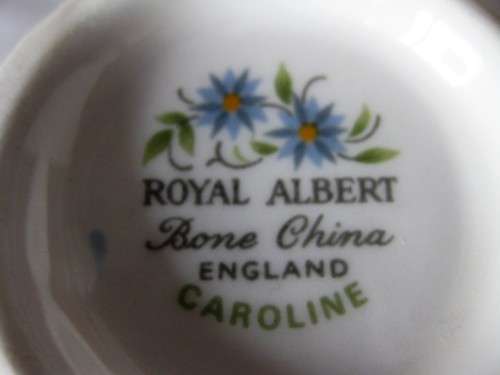 ROYAL ALBERT
Bone China
ENGLAND
CAROLINE